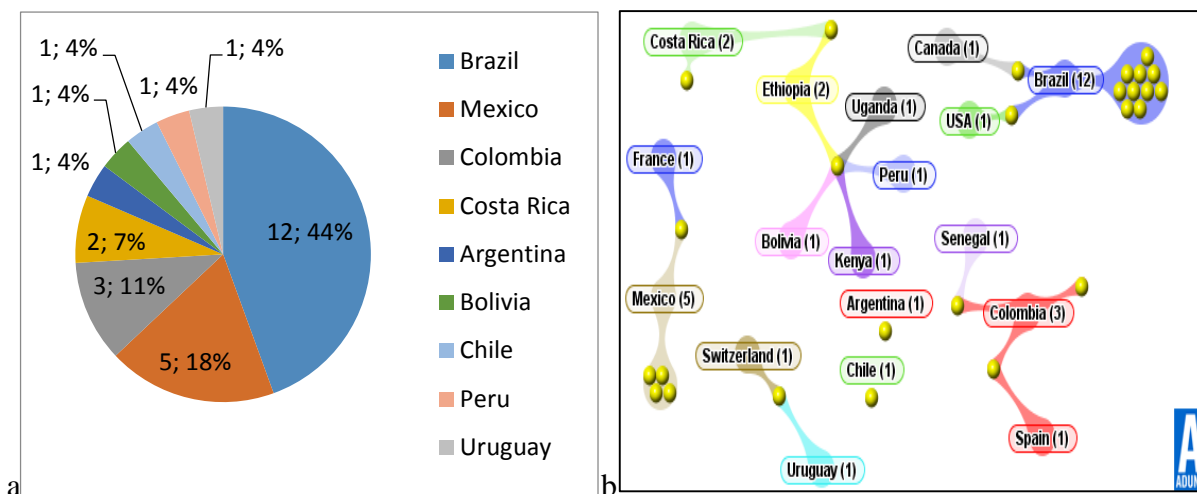 1; 4%
1; 4%
1; 4%
1; 4%
1; 4%
2; 7%
3; 11%
5; 18%
12; 44%
Brazil
Mexico
Colombia
Costa Rica
Argentina
Bolivia
Chile
Peru
Uruguay
a
Costa Rica (2)
Canada (1)
Brazil (12)
Ethiopia (2)
Uganda (1)
USA (1)
France (1)
Peru (1)
Bolivia (1)
Kenya (1)
Senegal (1)
Mexico (5)
Argentina (1)
Colombia (3)
Switzerland (1)
Chile (1)
Spain (1)
Uruguay (1)
A
ADUN
b